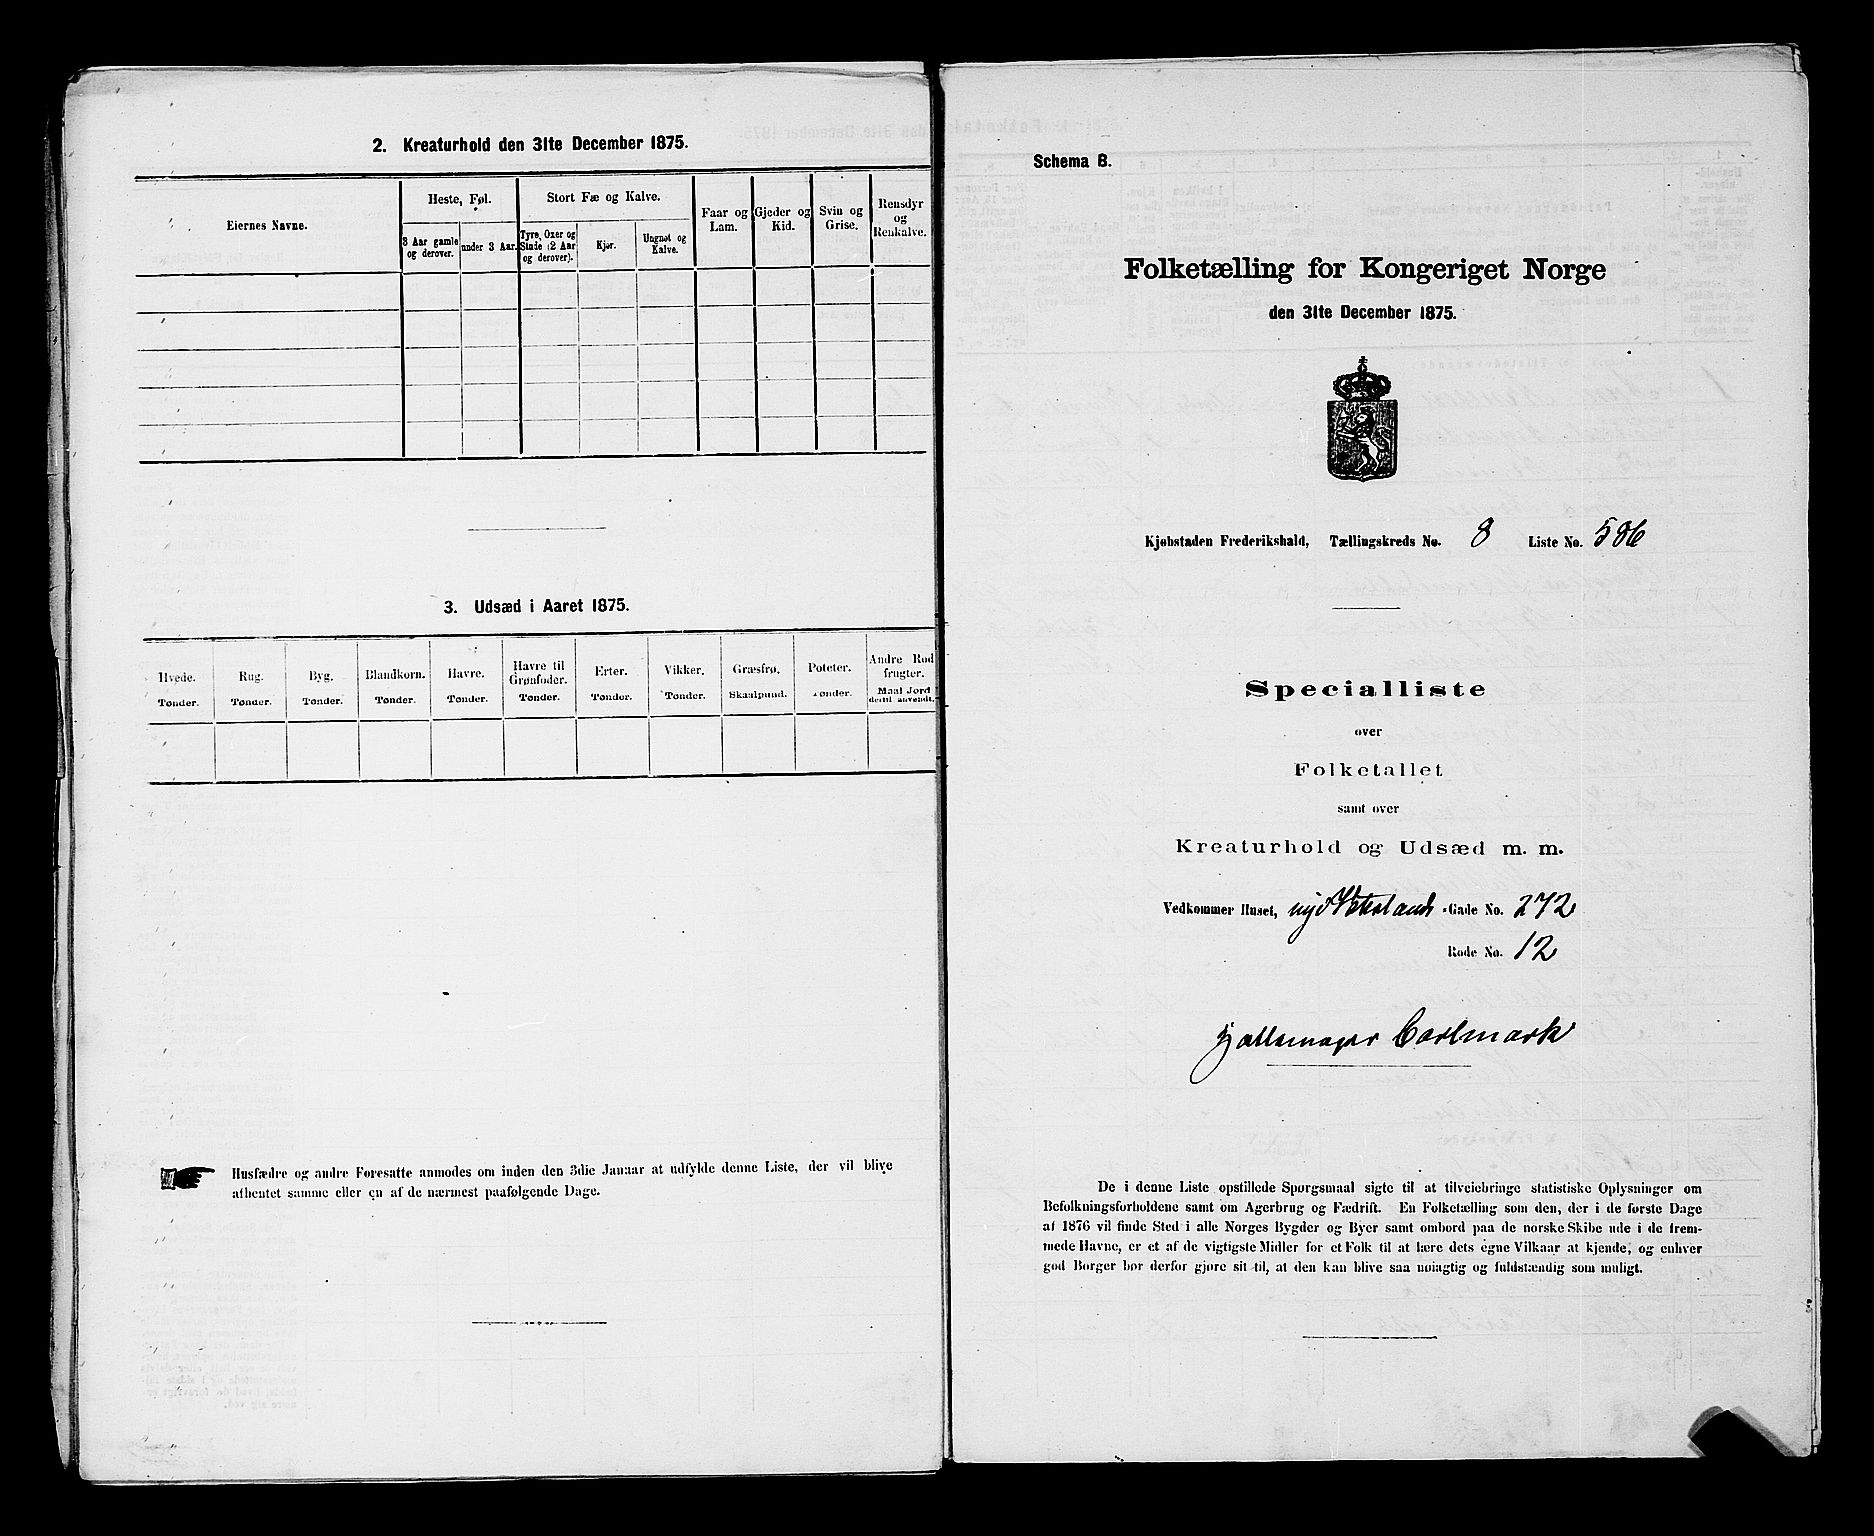 2. Kreaturhold den 31te December 1875.
Eiernes Navne.
Heste, Føl.
Stort Fæ og Kalve.
Faar og Lam.
Gjeder og Kid.
Svin og Grise.
Rensdyr og Renkalve.
3 Aar gamle og derover.
under 3 Aar.
Tyre, Oxer og Stude (2 Aar og derover).
Kjør.
Ungnøt og Kalve.
3. Udsæd i Aaret 1875.
Hvede. Tønder.
Rug. Tønder.
Byg. Tønder.
Blandkorn. Tønder.
Havre. Tønder.
Havre til Grønfoder. Tønder.
Erter. Tønder.
Vikker. Tønder.
Græsfrø. Skaalpund.
Poteter. Tønder.
Andre Rodfrugter. Maal Jord dertil anvendt.
Husfædre og andre Foresatte anmodes om inden den 3die Januar at udfylde denne Liste, der vil blive
afhentet samme eller en af de nærmest paafølgende Dage.
Schema B.
Folketælling for Kongeriget Norge
den 31te December 1875.
Kjøbstaden Frederikshald, Tællingskreds No. 8 Liste No. 586
Specialliste
over
Folketallet
samt over
Kreaturhold og Udsæd m. m.
Vedkommer Huset, nye Vaterlands -Gade No. 272
Rode No. 12
Carlmark
De i denne Liste opstillede Spørgsmaal sigte til at tilveiebringe statistiske Oplysninger om
Befolkningsforholdene samt om Agerbrug og Fædrift. En Folketælling som den, der i de første Dage
af 1876 vil finde Sted i alle Norges Bygder og Byer samt ombord paa de norske Skibe ude i de frem-
mede Havne, er et af de vigtigste Midler for et Folk til at lære dets egne Vilkaar at kjende, og enhver
god Borger bør derfor gjøre sit til, at den kan blive saa nøiagtig og fuldstændig som muligt.